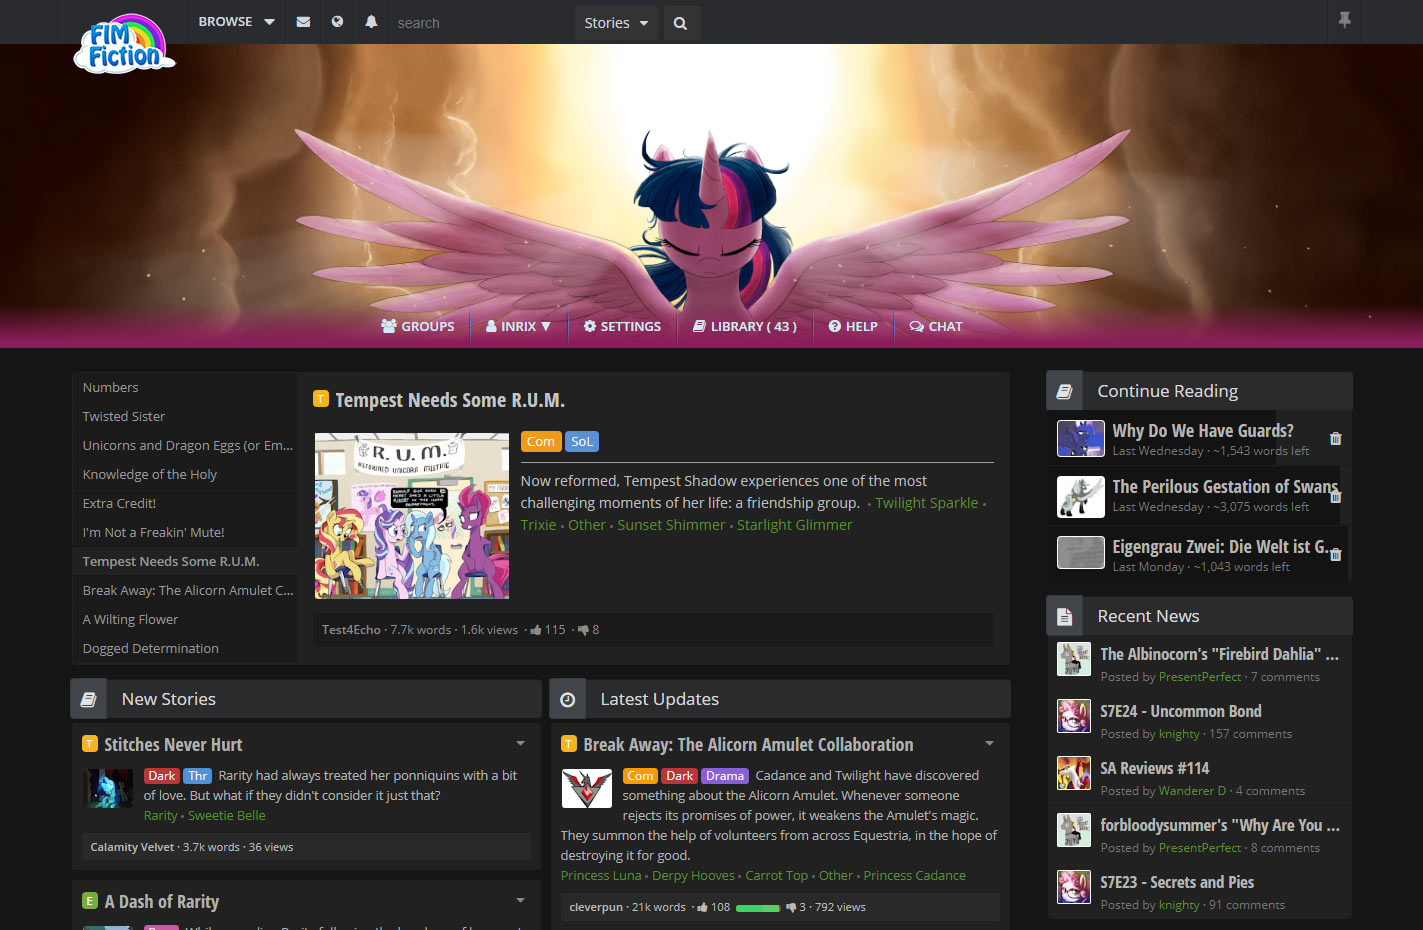 FIM
Fiction
BROWSE
search
Stories
GROUPS
INRIX ▼
SETTINGS
LIBRARY ( 43 )
HELP
CHAT
Numbers
Twisted Sister
Unicorns and Dragon Eggs (or Em...
Knowledge of the Holy
Extra Credit!
I'm Not a Freakin' Mute!
Tempest Needs Some R.U.M.
Break Away: The Alicorn Amulet C...
A Wilting Flower
Dogged Determination
T Tempest Needs Some R.U.M.
R. U. M.
REFORMED UNICORN MEETING
Com SoL
Now reformed, Tempest Shadow experiences one of the most
challenging moments of her life: a friendship group. • Twilight Sparkle •
Trixie • Other • Sunset Shimmer • Starlight Glimmer
Test4Echo · 7.7k words · 1.6k views · 115 · 8
New Stories
T Stitches Never Hurt
Dark Thr Rarity had always treated her ponniquins with a bit
of love. But what if they didn't consider it just that?
Rarity • Sweetie Belle
Calamity Velvet · 3.7k words · 36 views
E A Dash of Rarity
Latest Updates
T Break Away: The Alicorn Amulet Collaboration
Com Dark Drama Cadance and Twilight have discovered
something about the Alicorn Amulet. Whenever someone
rejects its promises of power, it weakens the Amulet's magic.
They summon the help of volunteers from across Equestria, in the hope of
destroying it for good.
Princess Luna • Derpy Hooves • Carrot Top • Other • Princess Cadance
cleverpun · 21k words · 108 3 · 792 views
Continue Reading
Why Do We Have Guards?
Last Wednesday · ~1,543 words left
The Perilous Gestation of Swans
Last Wednesday · ~3,075 words left
Eigengrau Zwei: Die Welt ist G...
Last Monday · ~1,043 words left
Recent News
The Albinocorn's "Firebird Dahlia" ...
Posted by PresentPerfect · 7 comments
S7E24 - Uncommon Bond
Posted by knighty · 157 comments
SA Reviews #114
Posted by Wanderer D · 4 comments
forbloodysummer's "Why Are You ...
Posted by PresentPerfect · 8 comments
S7E23 - Secrets and Pies
Posted by knighty · 91 comments